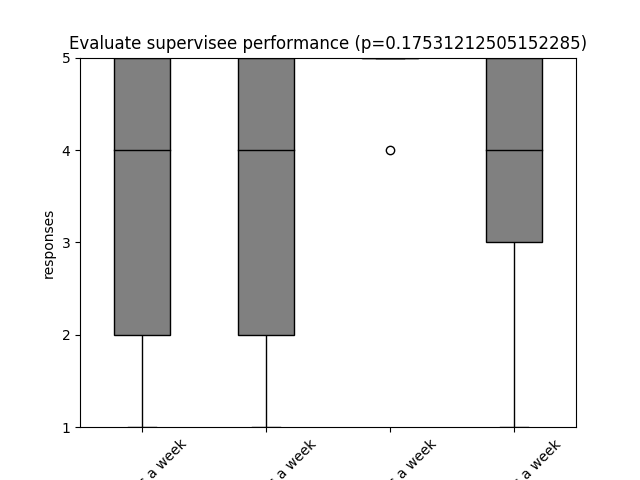 Evaluate supervisee performance (p=0.17531212505152285)
5
4
3
2
1
responses
a week
a week
a week
a week